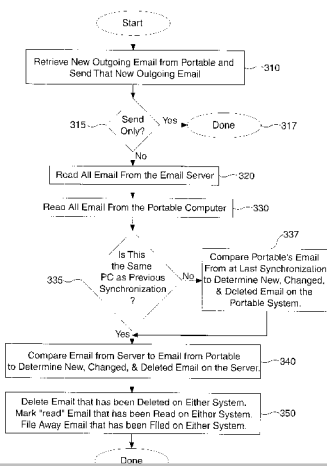 Start
Retrieve New Outgoing Email from Portable and
Send That New Outgoing Email
310
315
Send
Only?
Yes
Done
317
No
Read All Email From the Email Server
320
Read All Email From the Portable Computer
330
335
Is This
the Same
PC as Previous
Synchronization
?
No
337
Compare Portable's Email
From at Last Synchronization
to Determine New, Changed,
& Deleted Email on the
Portable System.
Yes
Compare Email from Server to Email from Portable
to Determine New, Changed, & Deleted Email on the Server.
340
Delete Email that has been Deleted on Either System.
Mark "read" Email that has been Read on Either System.
File Away Email that has been Filed on Either System.
350
Done